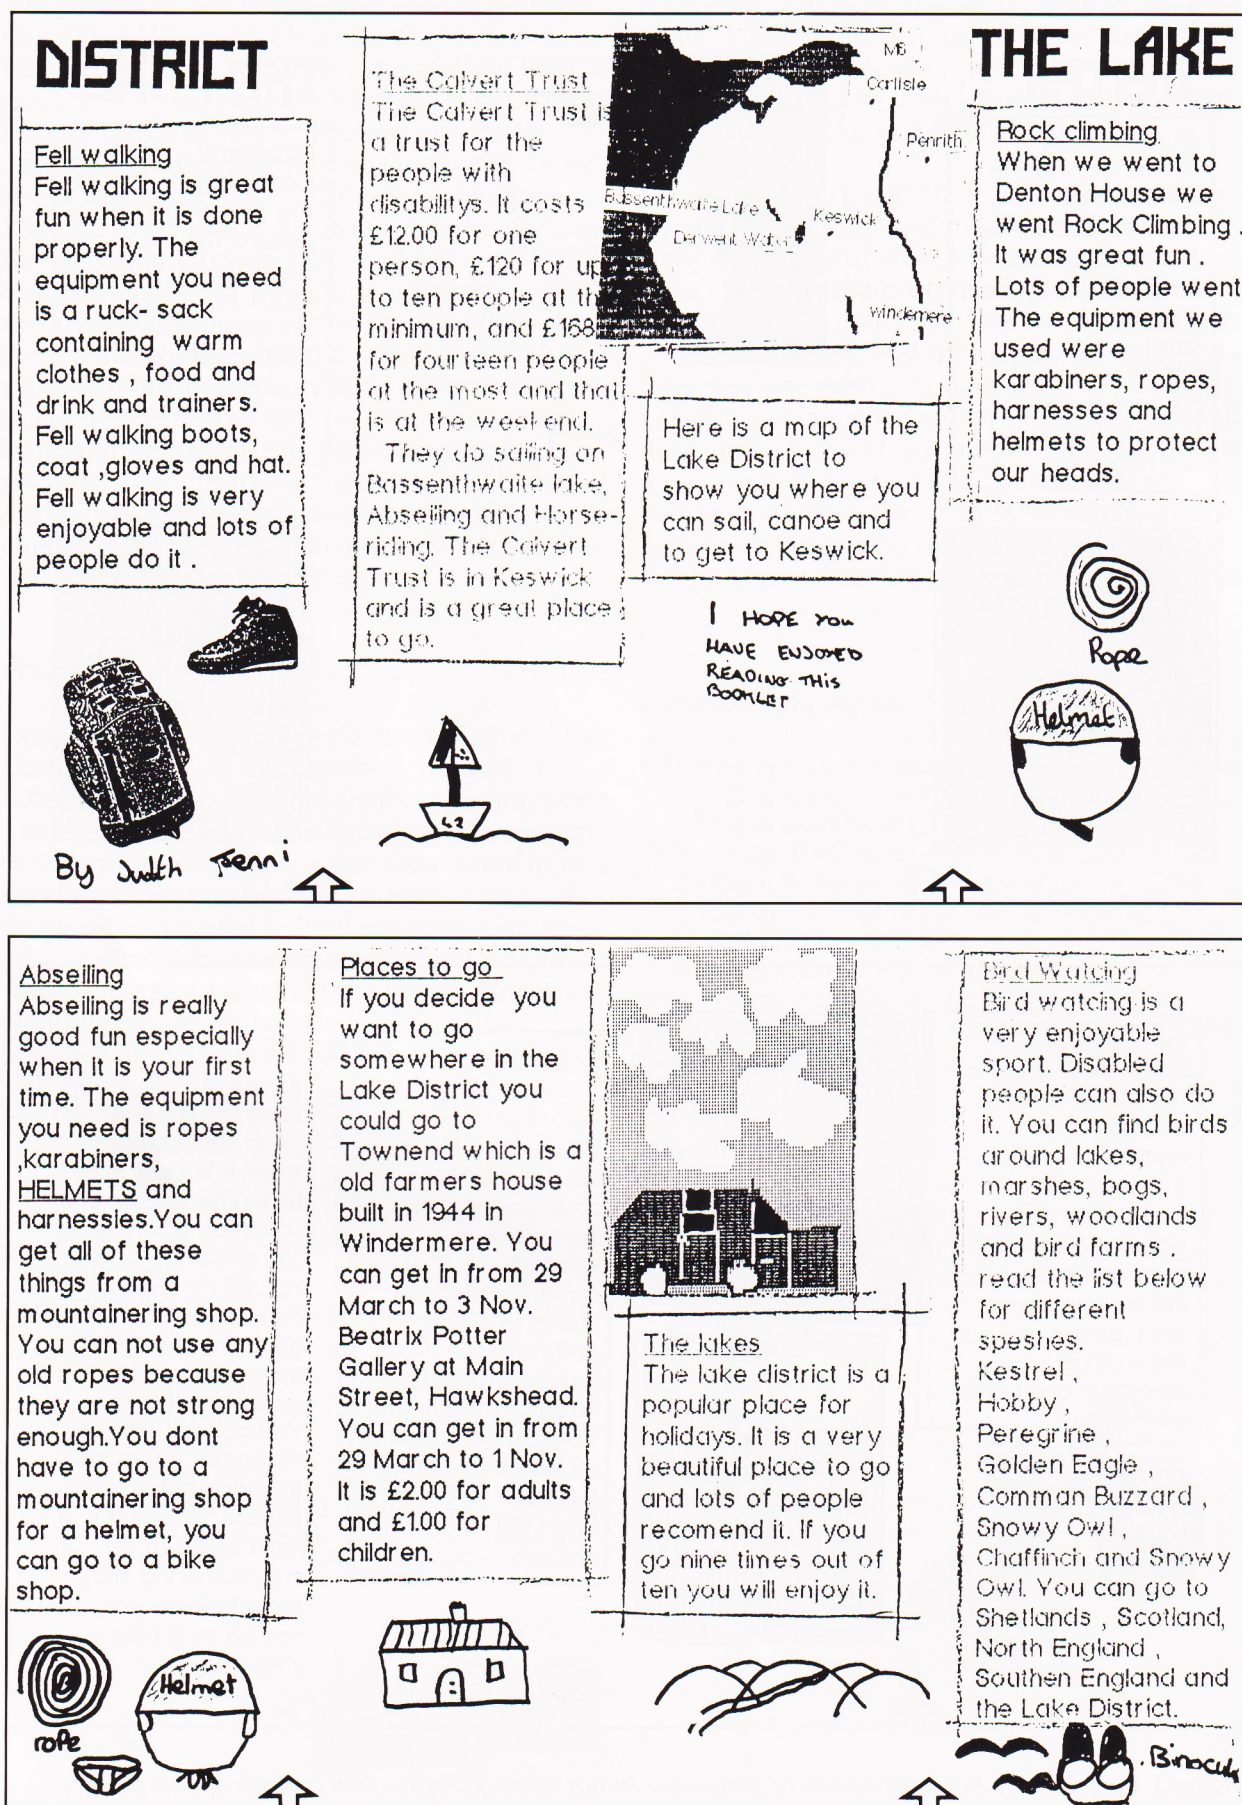 DISTRICT
Fell walking
Fell walking is great
fun when it is done
properly. The
equipment you need
is a ruck- sack
containing warm
clothes , food and
drink and trainers.
Fell walking boots,
coat ,gloves and hat.
Fell walking is very
enjoyable and lots of
people do it .
By Judith Jenni
The Calvert Trust
The Calvert Trust is
a trust for the
people with
disabilitys. It costs
£12.00 for one
person, £120 for up
to ten people at the
minimum, and £168
for fourteen people
at the most and that
is at the weekend.
They do sailing on
Bassenthwaite lake,
Abseiling and Horse-
riding. The Calvert
Trust is in Keswick
and is a great place
to go.
42
M6
Carlisle
Penrith
Bassenthwaite Lake
Keswick
Derwent Water
Windemere
Here is a map of the
Lake District to
show you where you
can sail, canoe and
to get to Keswick.
I HOPE YOU
HAVE ENJOYED
READING THIS
BOOKLET
THE LAKE
Rock climbing
When we went to
Denton House we
went Rock Climbing .
It was great fun .
Lots of people went
The equipment we
used were
karabiners, ropes,
harnesses and
helmets to protect
our heads.
Rope
Helmet
Abseiling
Abseiling is really
good fun especially
when it is your first
time. The equipment
you need is ropes
,karabiners,
HELMETS and
harnessies.You can
get all of these
things from a
mountainering shop.
You can not use any
old ropes because
they are not strong
enough.You dont
have to go to a
mountainering shop
for a helmet, you
can go to a bike
shop.
rope
Helmet
Places to go
If you decide you
want to go
somewhere in the
Lake District you
could go to
Townend which is a
old farmers house
built in 1944 in
Windermere. You
can get in from 29
March to 3 Nov.
Beatrix Potter
Gallery at Main
Street, Hawkshead.
You can get in from
29 March to 1 Nov.
It is £2.00 for adults
and £1.00 for
children.
The lakes
The lake district is a
popular place for
holidays. It is a very
beautiful place to go
and lots of people
recomend it. If you
go nine times out of
ten you will enjoy it.
Bird Watcing
Bird watcing is a
very enjoyable
sport. Disabled
people can also do
it. You can find birds
around lakes,
marshes, bogs,
rivers, woodlands
and bird farms .
read the list below
for different
speshes.
Kestrel ,
Hobby ,
Peregrine ,
Golden Eagle ,
Comman Buzzard ,
Snowy Owl ,
Chaffinch and Snowy
Owl. You can go to
Shetlands , Scotland,
North England ,
Southen England and
the Lake District.
Binocula